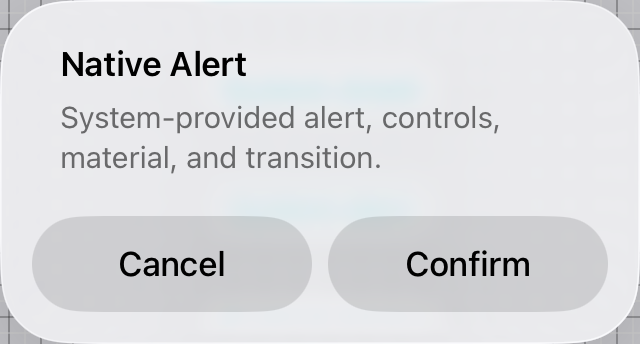 Native Alert
System-provided alert, controls,
material, and transition.
Cancel
Confirm